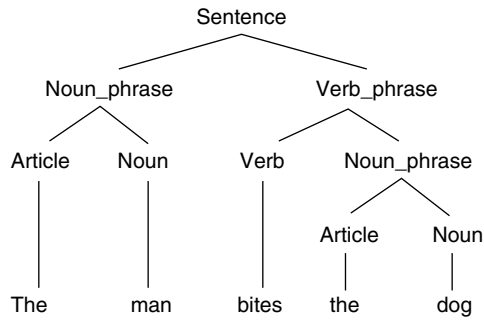 Sentence
Noun_phrase Verb_phrase
Article Noun Verb Noun_phrase
Article Noun
The man bites the dog